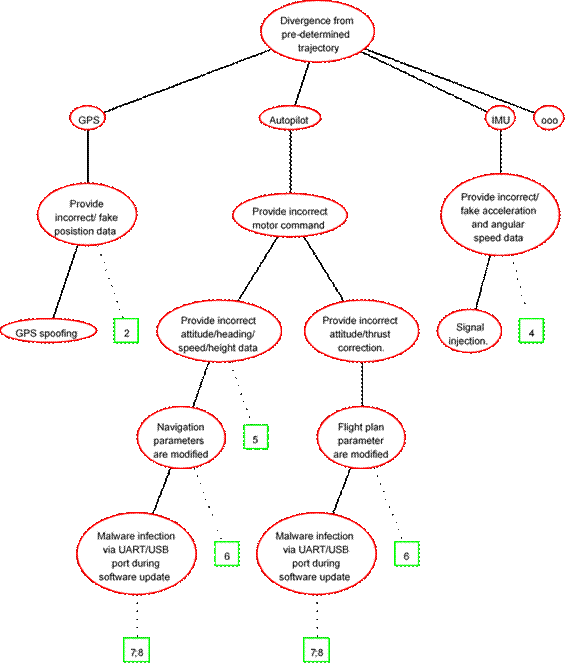 Divergence from
pre-determined
trajectory
GPS
Autopilot
IMU
ooo
Provide
incorrect/ fake
posistion data
Provide incorrect
motor command
Provide incorrect/
fake acceleration
and angular
speed data
GPS spoofing
2
Provide incorrect
attitude/heading/
speed/height data
Provide incorrect
attitude/thrust
correction.
Signal
injection.
4
Navigation
parameters
are modified
5
Flight plan
parameter
are modified
Malware infection
via UART/USB
port during
software update
6
Malware infection
via UART/USB
port during
software update
6
7;8
7;8